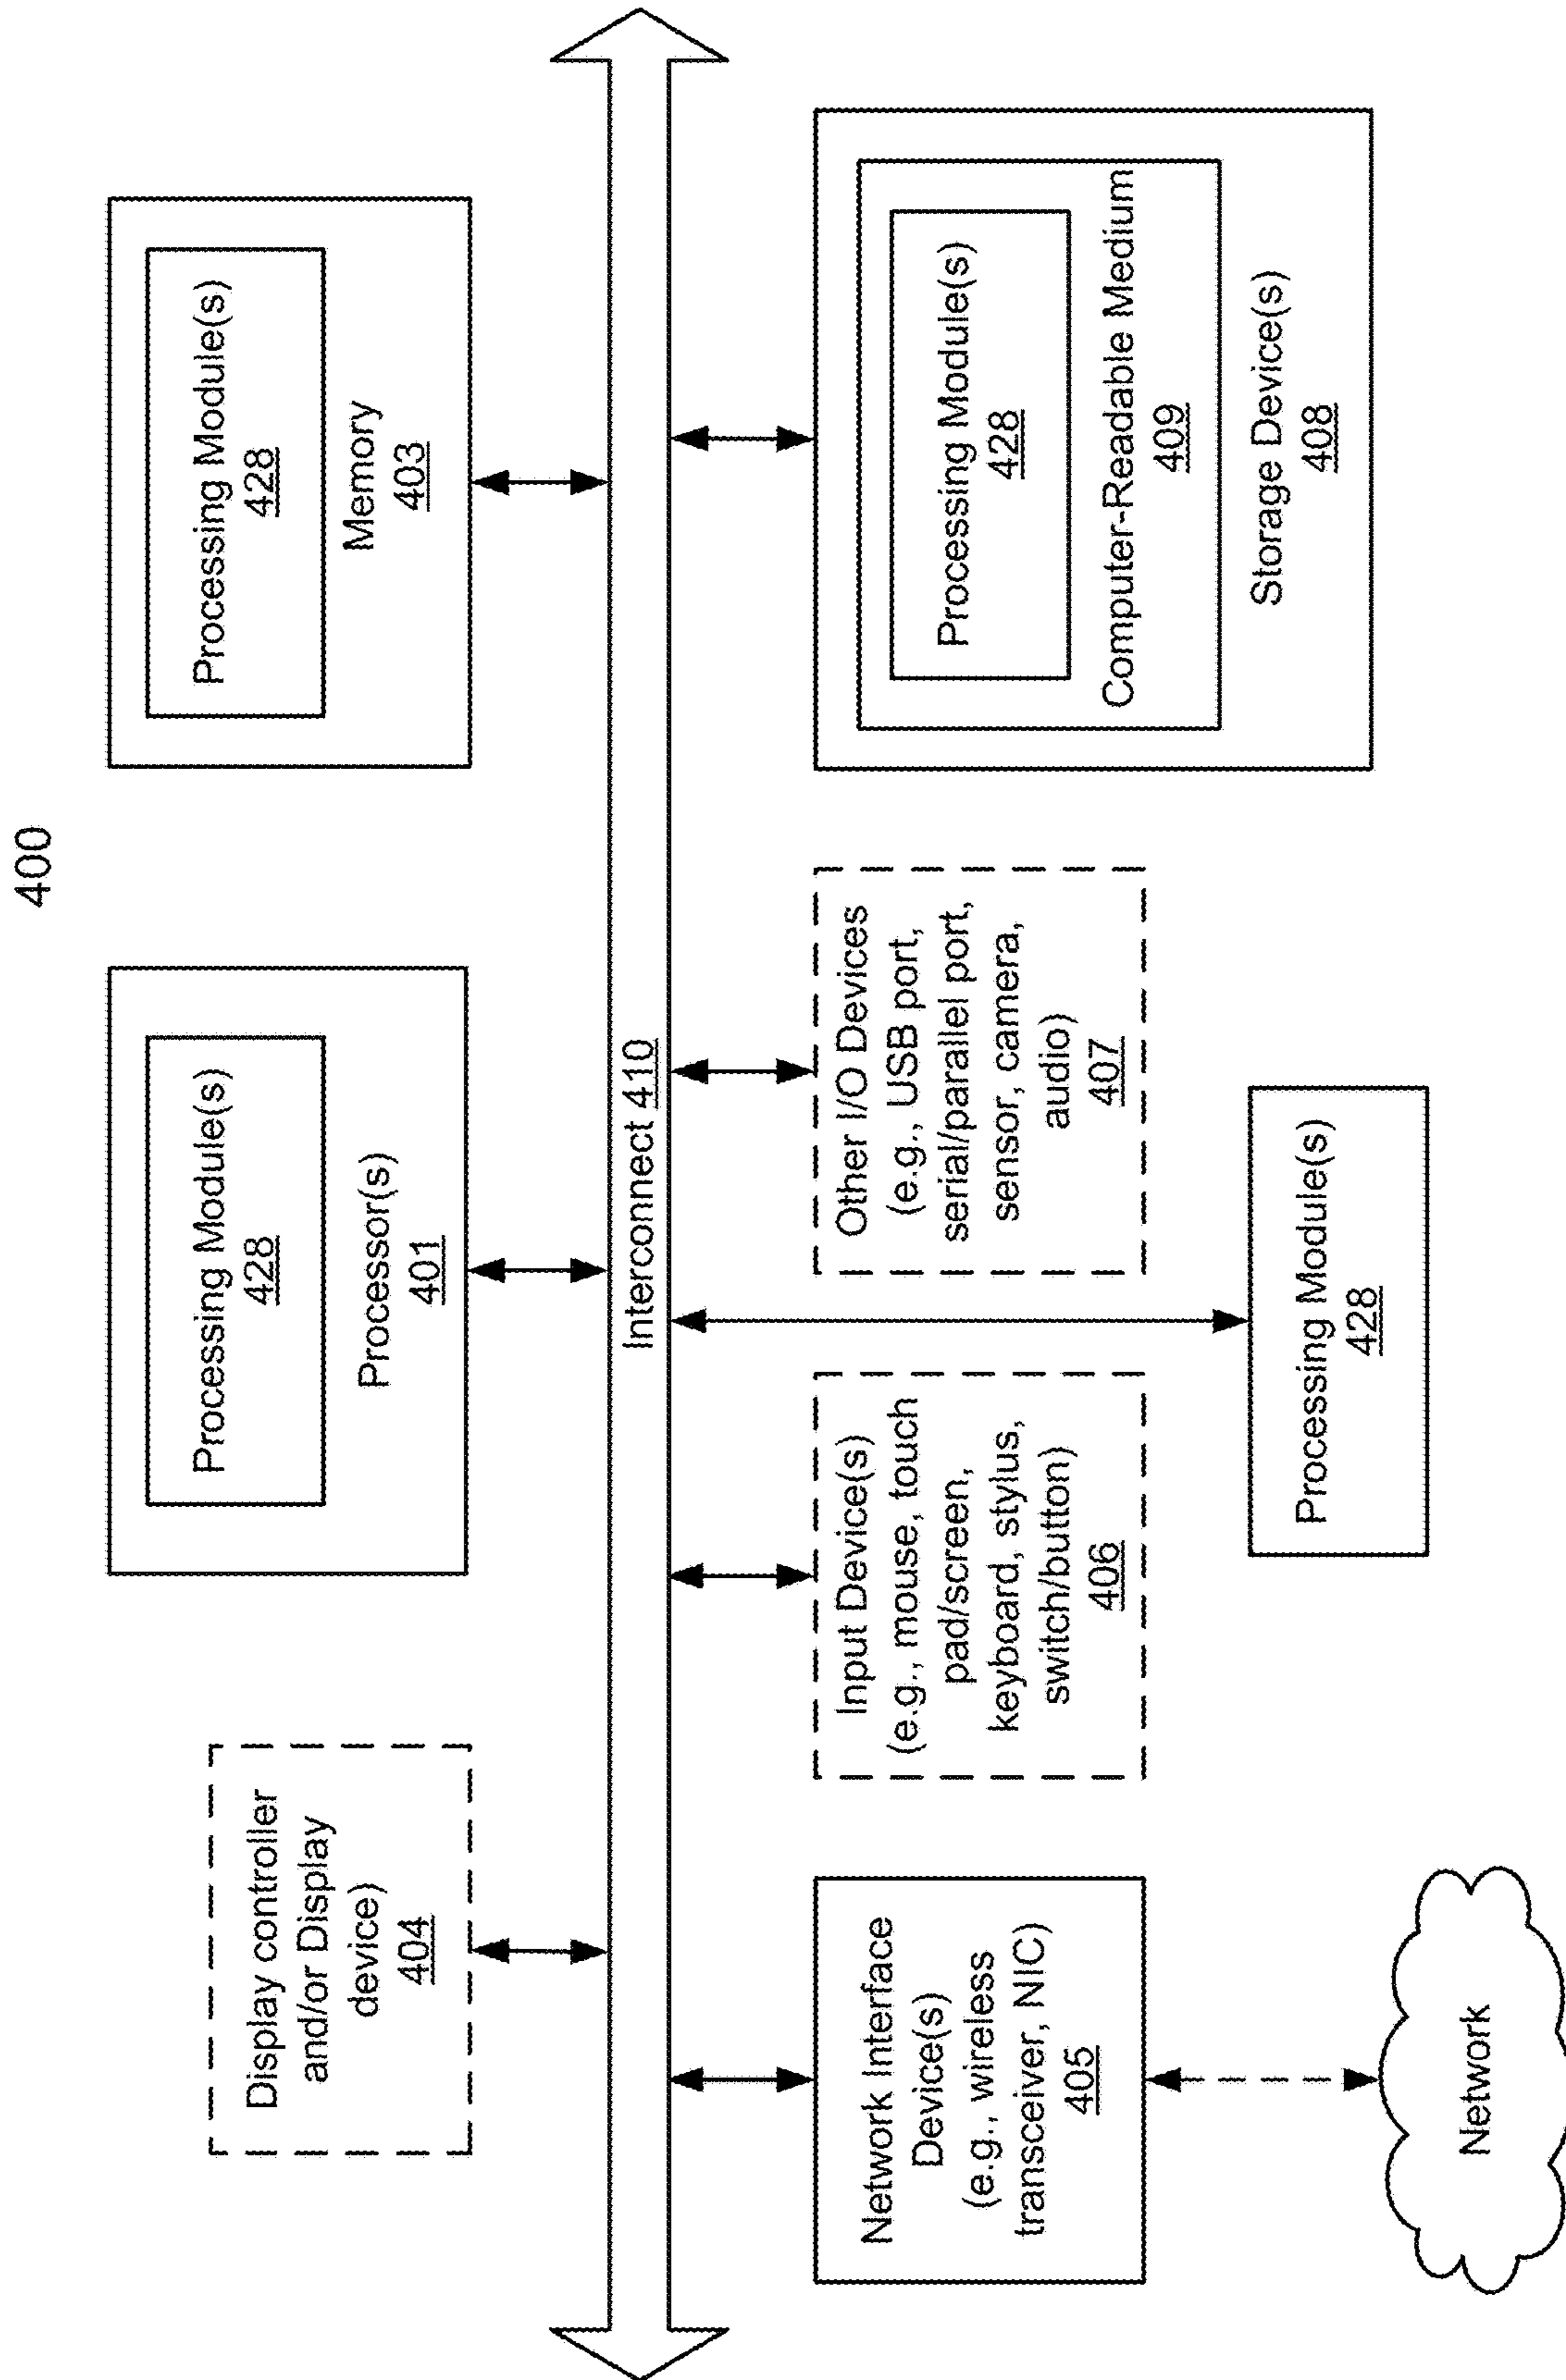 400
Display controller
and/or Display
device)
404
Processing Module(s)
428
Processor(s)
401
Processing Module(s)
428
Memory
403
Interconnect 410
Network Interface
Device(s)
(e.g., wireless
transceiver, NIC)
405
Input Device(s)
(e.g., mouse, touch
pad/screen,
keyboard, stylus,
switch/button)
406
Other I/O Devices
(e.g., USB port,
serial/parallel port,
sensor, camera,
audio)
407
Processing Module(s)
428
Computer-Readable Medium
409
Storage Device(s)
408
Network
Processing Module(s)
428